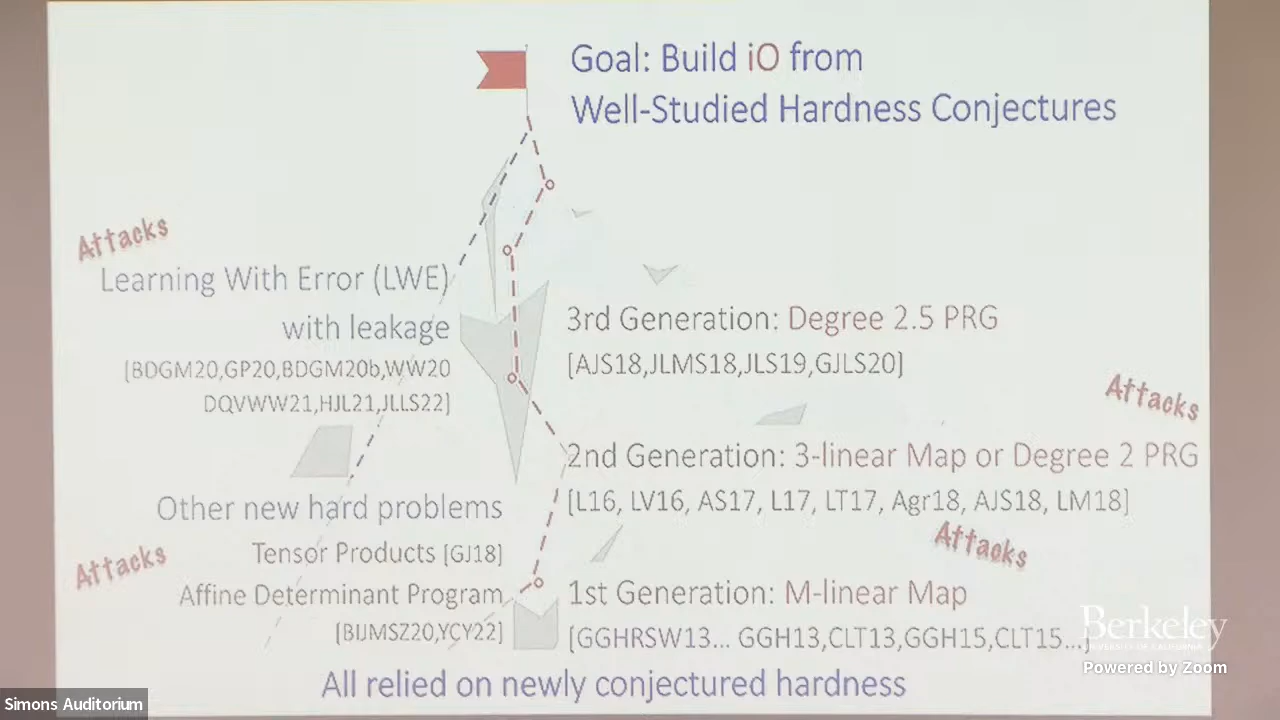 Goal: Build iO from
Well-Studied Hardness Conjectures
Attacks
Learning With Error (LWE)
with leakage
[BDGM20,GP20,BDGM20b,WW20
DQVWW21,HJL21,JLLS22]
3rd Generation: Degree 2.5 PRG
[AJS18,JLMS18,JLS19,GJLS20]
Attacks
2nd Generation: 3-linear Map or Degree 2 PRG
[L16, LV16, AS17, L17, LT17, Agr18, AJS18, LM18]
Attacks
Other new hard problems
Tensor Products [GJ18]
Attacks
Affine Determinant Program
[BIJMSZ20,YCY22]
1st Generation: M-linear Map
[GGHRSW13... GGH13,CLT13,GGH15,CLT15...]
All relied on newly conjectured hardness
Berkeley
UNIVERSITY OF CALIFORNIA
Powered by Zoom
Simons Auditorium